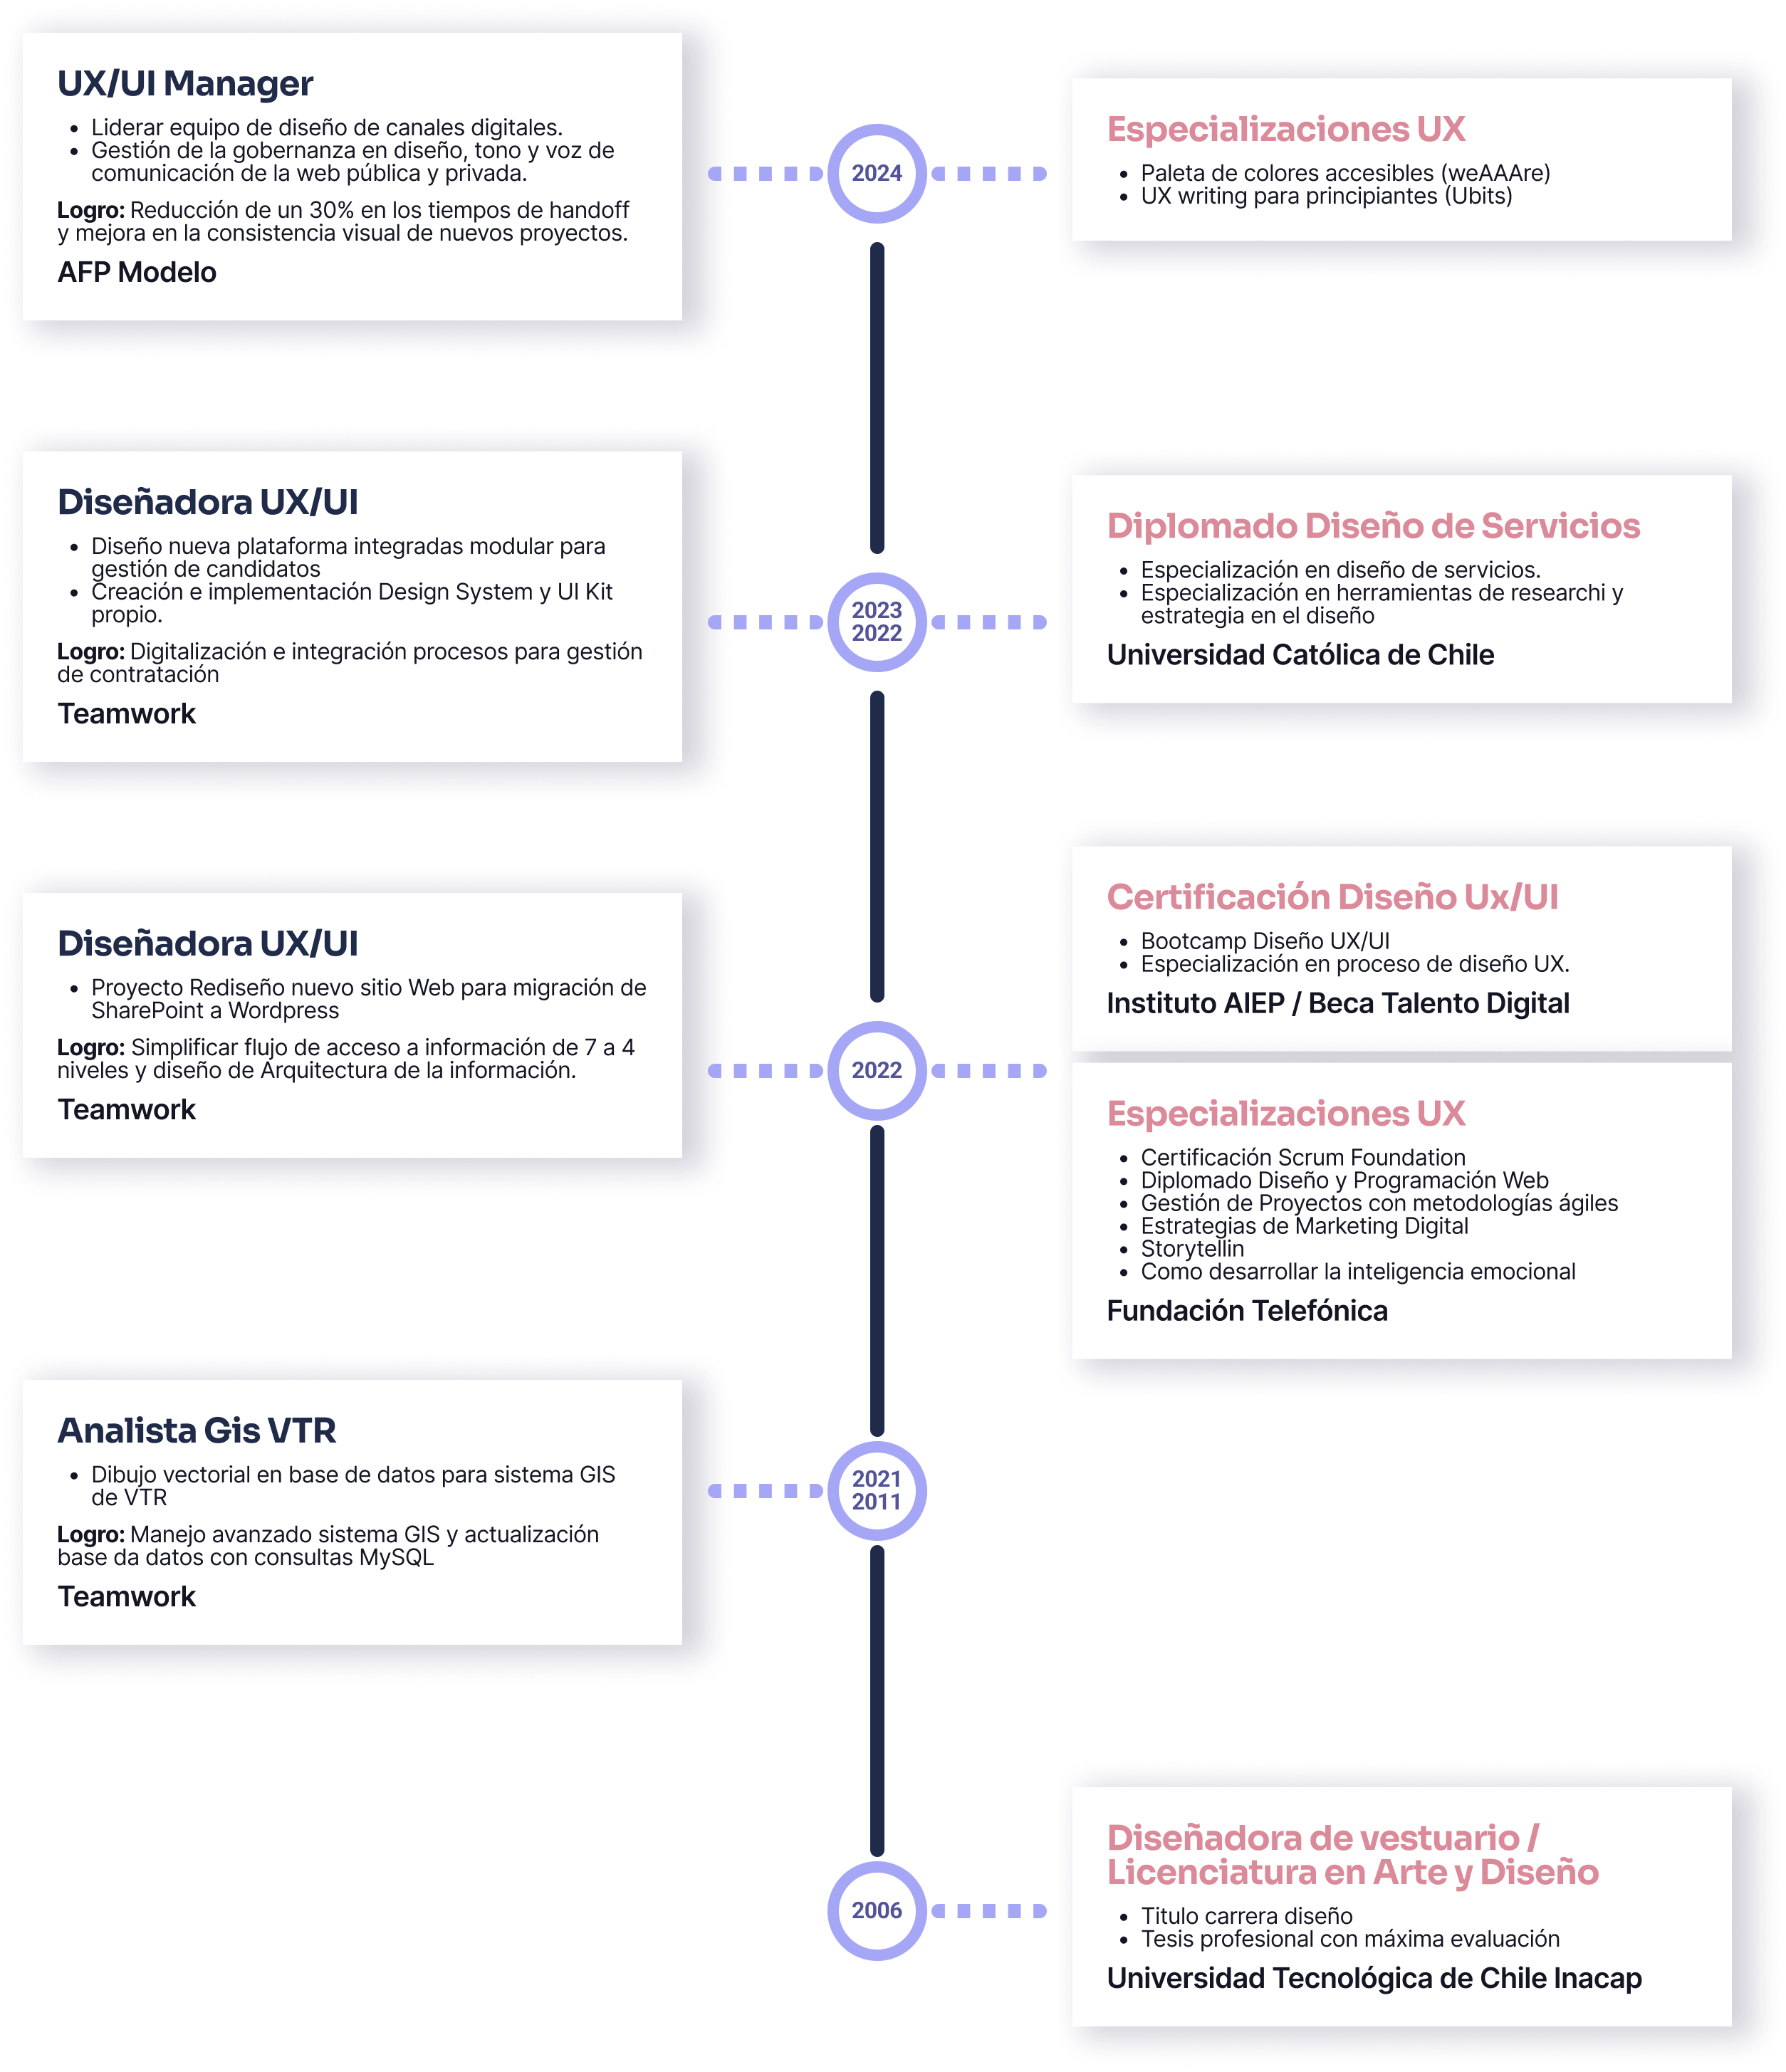 UX/UI Manager
• Liderar equipo de diseño de canales digitales.
• Gestión de la gobernanza en diseño, tono y voz de
comunicación de la web pública y privada.
Logro: Reducción de un 30% en los tiempos de handoff
y mejora en la consistencia visual de nuevos proyectos.
AFP Modelo
2024
Especializaciones UX
• Paleta de colores accesibles (weAAAre)
• UX writing para principiantes (Ubits)
Diseñadora UX/UI
• Diseño nueva plataforma integradas modular para
gestión de candidatos
• Creación e implementación Design System y UI Kit
propio.
Logro: Digitalización e integración procesos para gestión
de contratación
Teamwork
2023
2022
Diplomado Diseño de Servicios
• Especialización en diseño de servicios.
• Especialización en herramientas de researchi y
estrategia en el diseño
Universidad Católica de Chile
Diseñadora UX/UI
• Proyecto Rediseño nuevo sitio Web para migración de
SharePoint a Wordpress
Logro: Simplificar flujo de acceso a información de 7 a 4
niveles y diseño de Arquitectura de la información.
Teamwork
2022
Certificación Diseño Ux/UI
• Bootcamp Diseño UX/UI
• Especialización en proceso de diseño UX.
Instituto AIEP / Beca Talento Digital
Especializaciones UX
• Certificación Scrum Foundation
• Diplomado Diseño y Programación Web
• Gestión de Proyectos con metodologías ágiles
• Estrategias de Marketing Digital
• Storytellin
• Como desarrollar la inteligencia emocional
Fundación Telefónica
Analista Gis VTR
• Dibujo vectorial en base de datos para sistema GIS
de VTR
Logro: Manejo avanzado sistema GIS y actualización
base da datos con consultas MySQL
Teamwork
2021
2011
2006
Diseñadora de vestuario /
Licenciatura en Arte y Diseño
• Titulo carrera diseño
• Tesis profesional con máxima evaluación
Universidad Tecnológica de Chile Inacap